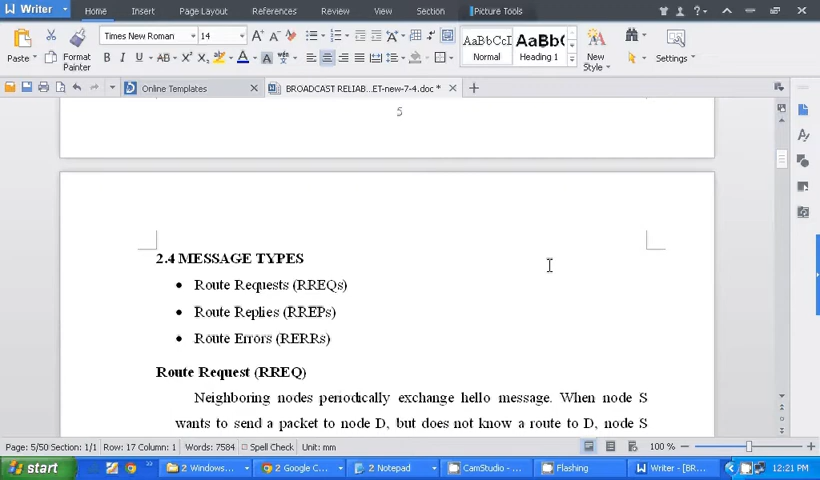 Writer
Home Insert Page Layout References Review View Section Picture Tools
Paste Format Painter Times New Roman 14 AaBbCcI Normal AaBb( Heading 1 New Style Settings
Online Templates BROADCAST RELIAB...ET-new-7-4.doc *
5
2.4 MESSAGE TYPES
• Route Requests (RREQs)
• Route Replies (RREPs)
• Route Errors (RERRs)
Route Request (RREQ)
Neighboring nodes periodically exchange hello message. When node S
wants to send a packet to node D, but does not know a route to D, node S
Page: 5/50 Section: 1/1 Row: 17 Column: 1 Words: 7584 Spell Check Unit: mm 100 %
start 2 Windows... 2 Google C... 2 Notepad CamStudio - ... Flashing Writer - [BR... 12:21 PM